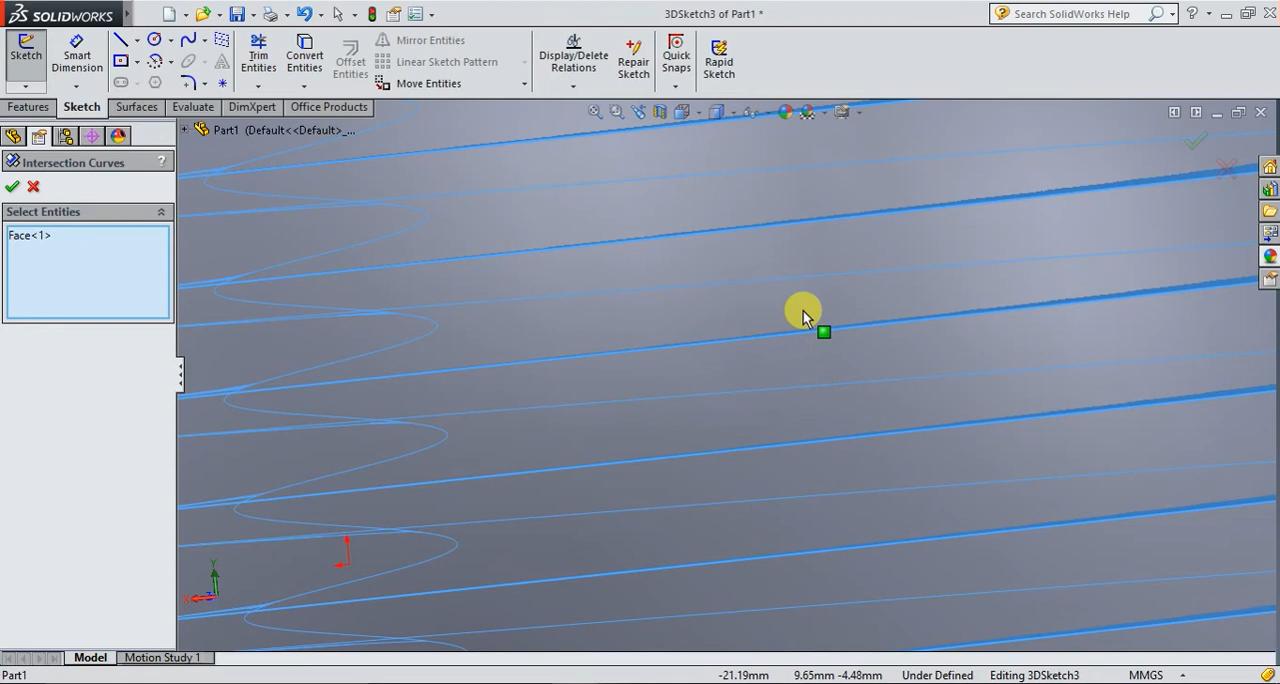 SOLIDWORKS
3DSketch3 of Part1 *
Search SolidWorks Help
Sketch
Smart Dimension
Trim Entities
Convert Entities
Offset Entities
Mirror Entities
Linear Sketch Pattern
Move Entities
Display/Delete Relations
Repair Sketch
Quick Snaps
Rapid Sketch
Features
Sketch
Surfaces
Evaluate
DimXpert
Office Products
Part1 (Default<<Default>_...
Intersection Curves
?
Select Entities
Face<1>
Y
X
Model
Motion Study 1
Part1
-21.19mm
9.65mm -4.48mm
Under Defined
Editing 3DSketch3
MMGS